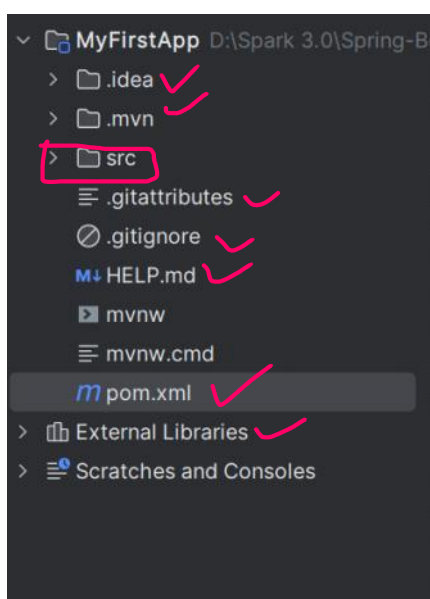 MyFirstApp D:\Spark 3.0\Spring-B
.idea
.mvn
src
.gitattributes
.gitignore
M↓ HELP.md
mvnw
mvnw.cmd
m pom.xml
External Libraries
Scratches and Consoles